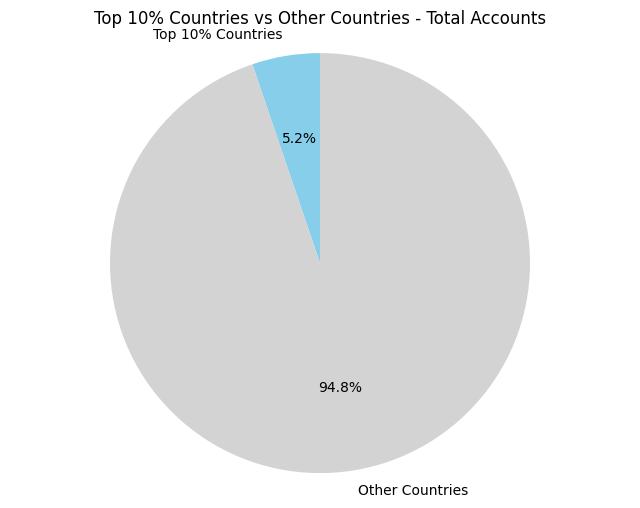 Top 10% Countries vs Other Countries - Total Accounts
Top 10% Countries
5.2%
94.8%
Other Countries